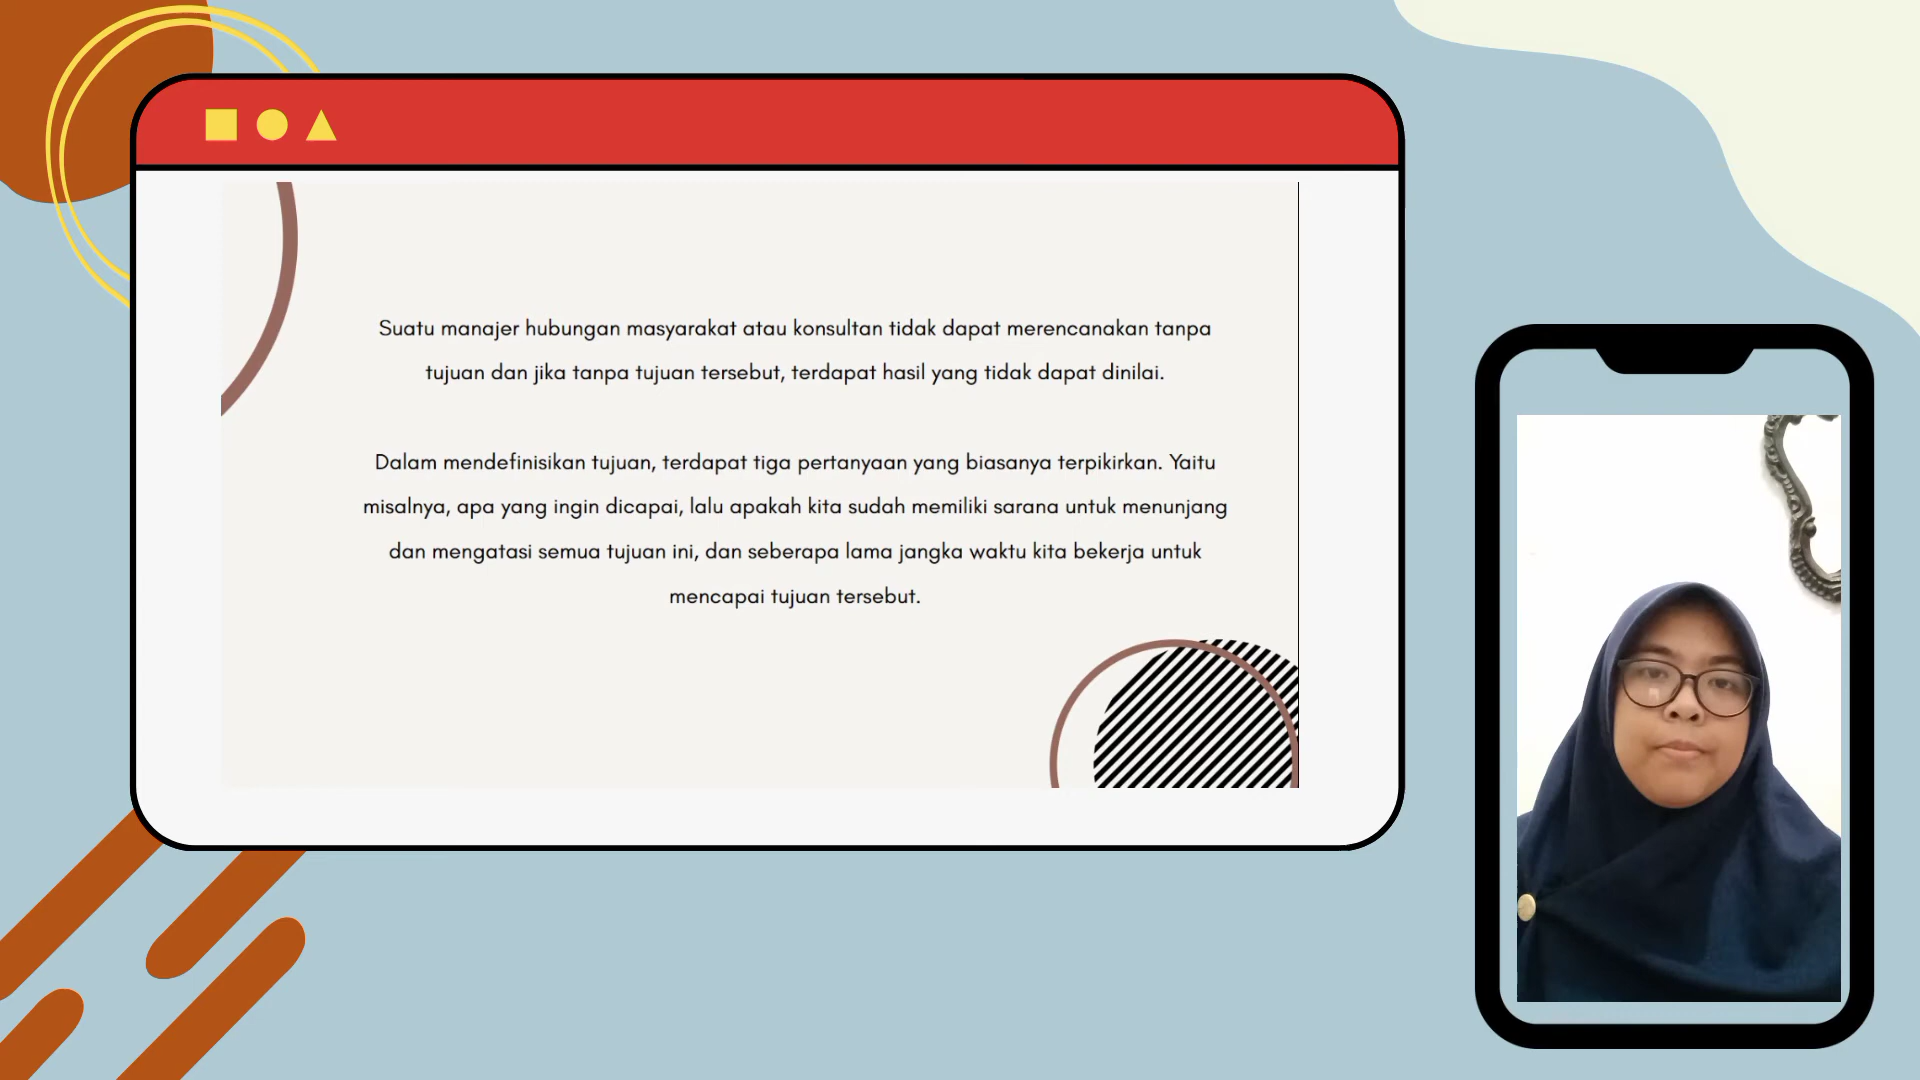 Suatu manajer hubungan masyarakat atau konsultan tidak dapat merencanakan tanpa
tujuan dan jika tanpa tujuan tersebut, terdapat hasil yang tidak dapat dinilai.
Dalam mendefinisikan tujuan, terdapat tiga pertanyaan yang biasanya terpikirkan. Yaitu
misalnya, apa yang ingin dicapai, lalu apakah kita sudah memiliki sarana untuk menunjang
dan mengatasi semua tujuan ini, dan seberapa lama jangka waktu kita bekerja untuk
mencapai tujuan tersebut.